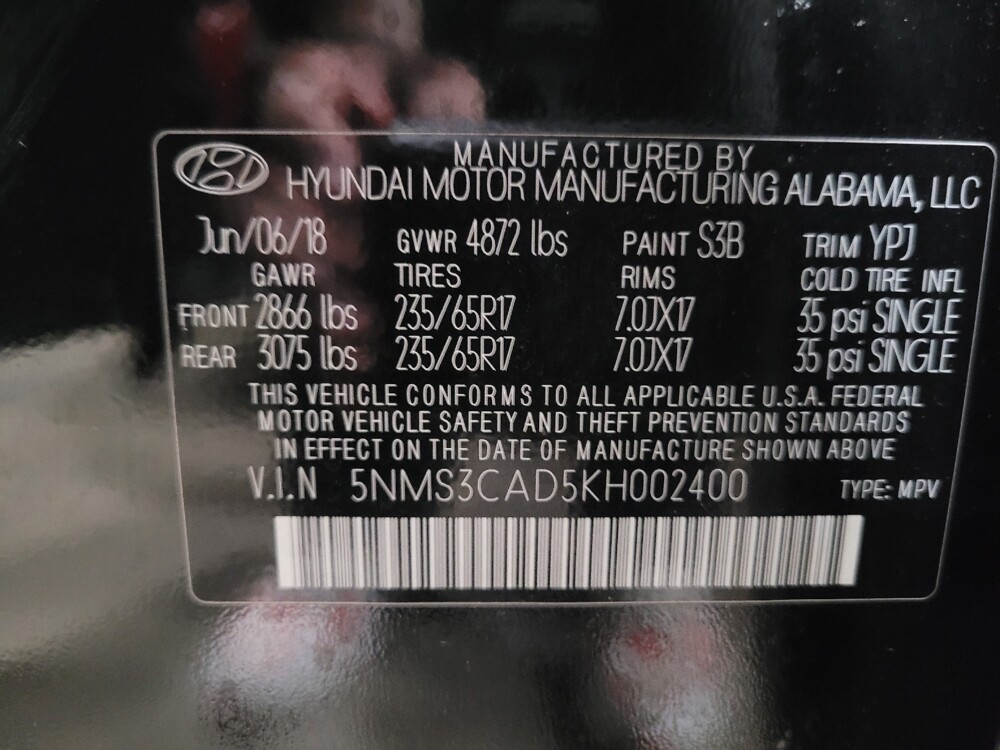 MANUFACTURED BY
HYUNDAI MOTOR MANUFACTURING ALABAMA, LLC
Jun/06/18 GVWR 4872 lbs PAINT S3B TRIM YPJ
GAWR TIRES RIMS COLD TIRE INFL
FRONT 2866 lbs 235/65R17 7.0JX17 35 psi SINGLE
REAR 3075 lbs 235/65R17 7.0JX17 35 psi SINGLE
THIS VEHICLE CONFORMS TO ALL APPLICABLE U.S.A. FEDERAL
MOTOR VEHICLE SAFETY AND THEFT PREVENTION STANDARDS
IN EFFECT ON THE DATE OF MANUFACTURE SHOWN ABOVE
V.I.N 5NMS3CAD5KH002400 TYPE: MPV